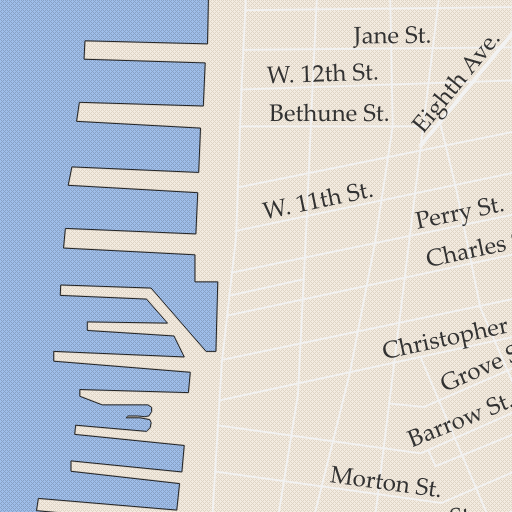 Jane St.
Eighth Ave.
W. 12th St.
Bethune St.
W. 11th St.
Perry St.
Charles
Christopher
Grove S
Barrow St.
Morton St.
St.